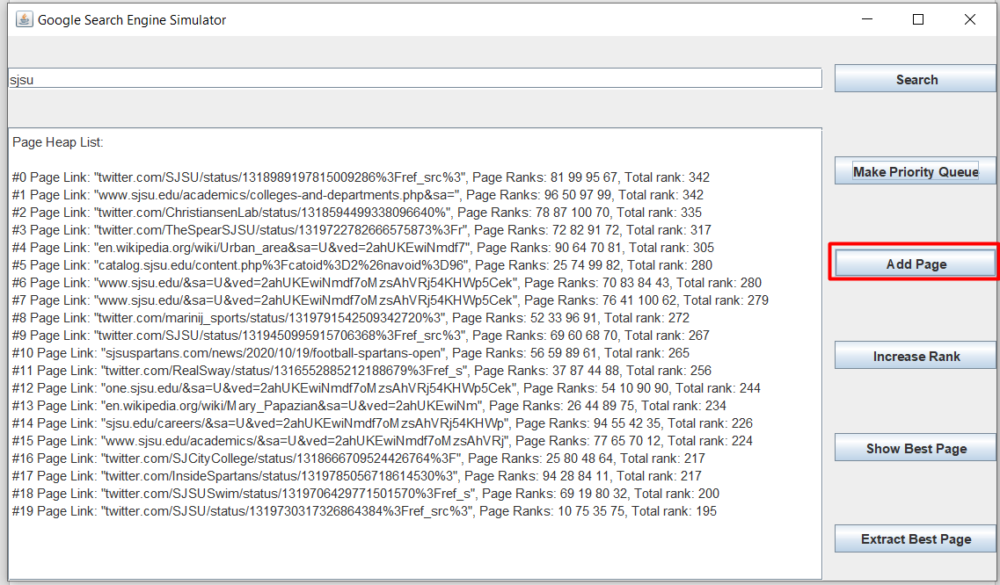 Google Search Engine Simulator
sjsu
Search
Page Heap List:
#0 Page Link: "twitter.com/SJSU/status/1318989197815009286%3Fref_src%3", Page Ranks: 81 99 95 67, Total rank: 342
#1 Page Link: "www.sjsu.edu/academics/colleges-and-departments.php&sa=", Page Ranks: 96 50 97 99, Total rank: 342
#2 Page Link: "twitter.com/ChristiansenLab/status/1318594499338096640%", Page Ranks: 78 87 100 70, Total rank: 335
#3 Page Link: "twitter.com/TheSpearSJSU/status/1319722782666575873%3Fr", Page Ranks: 72 82 91 72, Total rank: 317
#4 Page Link: "en.wikipedia.org/wiki/Urban_area&sa=U&ved=2ahUKEwiNmdf7", Page Ranks: 90 64 70 81, Total rank: 305
#5 Page Link: "catalog.sjsu.edu/content.php%3Fcatoid%3D2%26navoid%3D96", Page Ranks: 25 74 99 82, Total rank: 280
#6 Page Link: "www.sjsu.edu/&sa=U&ved=2ahUKEwiNmdf7oMzsAhVRj54KHWp5Cek", Page Ranks: 70 83 84 43, Total rank: 280
#7 Page Link: "www.sjsu.edu/&sa=U&ved=2ahUKEwiNmdf7oMzsAhVRj54KHWp5Cek", Page Ranks: 76 41 100 62, Total rank: 279
#8 Page Link: "twitter.com/marinij_sports/status/1319791542509342720%3", Page Ranks: 52 33 96 91, Total rank: 272
#9 Page Link: "twitter.com/SJSU/status/1319450995915706368%3Fref_src%3", Page Ranks: 69 60 68 70, Total rank: 267
#10 Page Link: "sjsuspartans.com/news/2020/10/19/football-spartans-open", Page Ranks: 56 59 89 61, Total rank: 265
#11 Page Link: "twitter.com/RealSway/status/1316552885212188679%3Fref_s", Page Ranks: 37 87 44 88, Total rank: 256
#12 Page Link: "one.sjsu.edu/&sa=U&ved=2ahUKEwiNmdf7oMzsAhVRj54KHWp5Cek", Page Ranks: 54 10 90 90, Total rank: 244
#13 Page Link: "en.wikipedia.org/wiki/Mary_Papazian&sa=U&ved=2ahUKEwiNm", Page Ranks: 26 44 89 75, Total rank: 234
#14 Page Link: "sjsu.edu/careers/&sa=U&ved=2ahUKEwiNmdf7oMzsAhVRj54KHWp", Page Ranks: 94 55 42 35, Total rank: 226
#15 Page Link: "www.sjsu.edu/academics/&sa=U&ved=2ahUKEwiNmdf7oMzsAhVRj", Page Ranks: 77 65 70 12, Total rank: 224
#16 Page Link: "twitter.com/SJCityCollege/status/1318666709524426764%3F", Page Ranks: 25 80 48 64, Total rank: 217
#17 Page Link: "twitter.com/InsideSpartans/status/1319785056718614530%3", Page Ranks: 94 28 84 11, Total rank: 217
#18 Page Link: "twitter.com/SJSUSwim/status/1319706429771501570%3Fref_s", Page Ranks: 69 19 80 32, Total rank: 200
#19 Page Link: "twitter.com/SJSU/status/1319730317326864384%3Fref_src%3", Page Ranks: 10 75 35 75, Total rank: 195
Make Priority Queue
Add Page
Increase Rank
Show Best Page
Extract Best Page